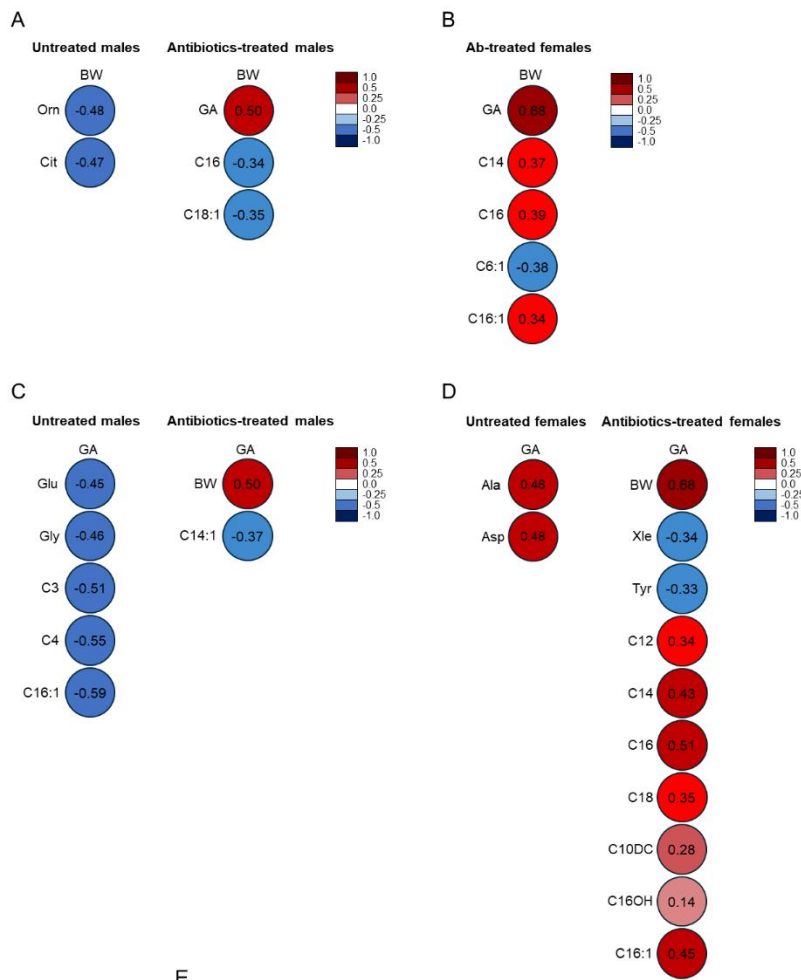 A
Untreated males
BW
Orn -0.48
Cit -0.47
Antibiotics-treated males
BW
GA 0.50
C16 -0.34
C18:1 -0.35
1.0
0.5
0.25
0.0
-0.25
-0.5
-1.0
B
Ab-treated females
BW
GA 0.68
C14 0.37
C16 0.39
C6:1 -0.38
C16:1 0.34
1.0
0.5
0.25
0.0
-0.25
-0.5
-1.0
C
Untreated males
GA
Glu -0.45
Gly -0.46
C3 -0.51
C4 -0.55
C16:1 -0.59
Antibiotics-treated males
GA
BW 0.50
C14:1 -0.37
1.0
0.5
0.25
0.0
-0.25
-0.5
-1.0
D
Untreated females
GA
Ala 0.46
Asp 0.48
Antibiotics-treated females
GA
BW 0.68
Xle -0.34
Tyr -0.33
C12 0.34
C14 0.43
C16 0.51
C18 0.35
C10DC 0.28
C16OH 0.14
C16:1 0.45
1.0
0.5
0.25
0.0
-0.25
-0.5
-1.0
E